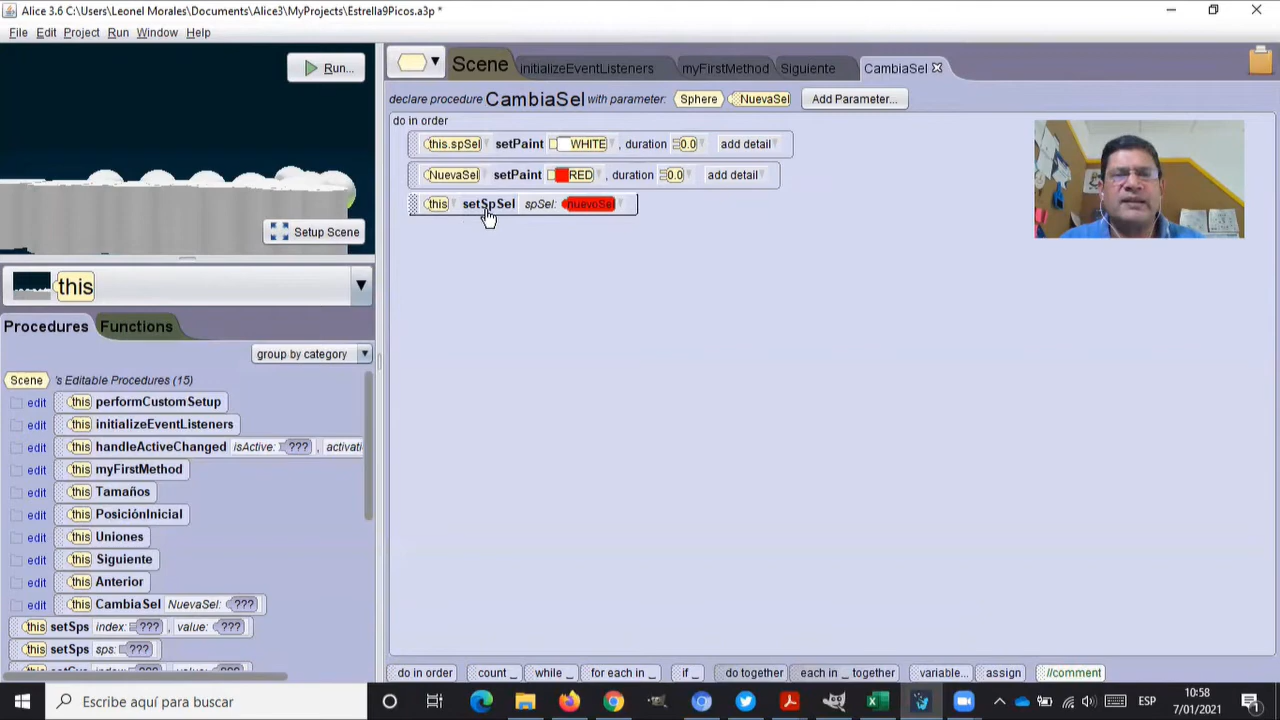 Alice 3.6 C:\Users\Leonel Morales\Documents\Alice3\MyProjects\Estrella9Picos.a3p *
File Edit Project Run Window Help
Run...
Setup Scene
Scene initializeEventListeners myFirstMethod Siguiente CambiaSel
declare procedure CambiaSel with parameter: Sphere NuevaSel Add Parameter...
do in order
this.spSel setPaint WHITE , duration 0.0 add detail
NuevaSel setPaint RED , duration 0.0 add detail
this setSpSel spSel: nuevoSel
this
Procedures Functions
group by category
Scene 's Editable Procedures (15)
edit this performCustomSetup
edit this initializeEventListeners
edit this handleActiveChanged isActive: ??? , activati
edit this myFirstMethod
edit this Tamaños
edit this PosiciónInicial
edit this Uniones
edit this Siguiente
edit this Anterior
edit this CambiaSel NuevaSel: ???
this setSps index: ??? , value: ???
this setSps sps: ???
do in order count _ while _ for each in _ if _ do together each in _ together variable... assign //comment
Escribe aquí para buscar
ESP
10:58
7/01/2021